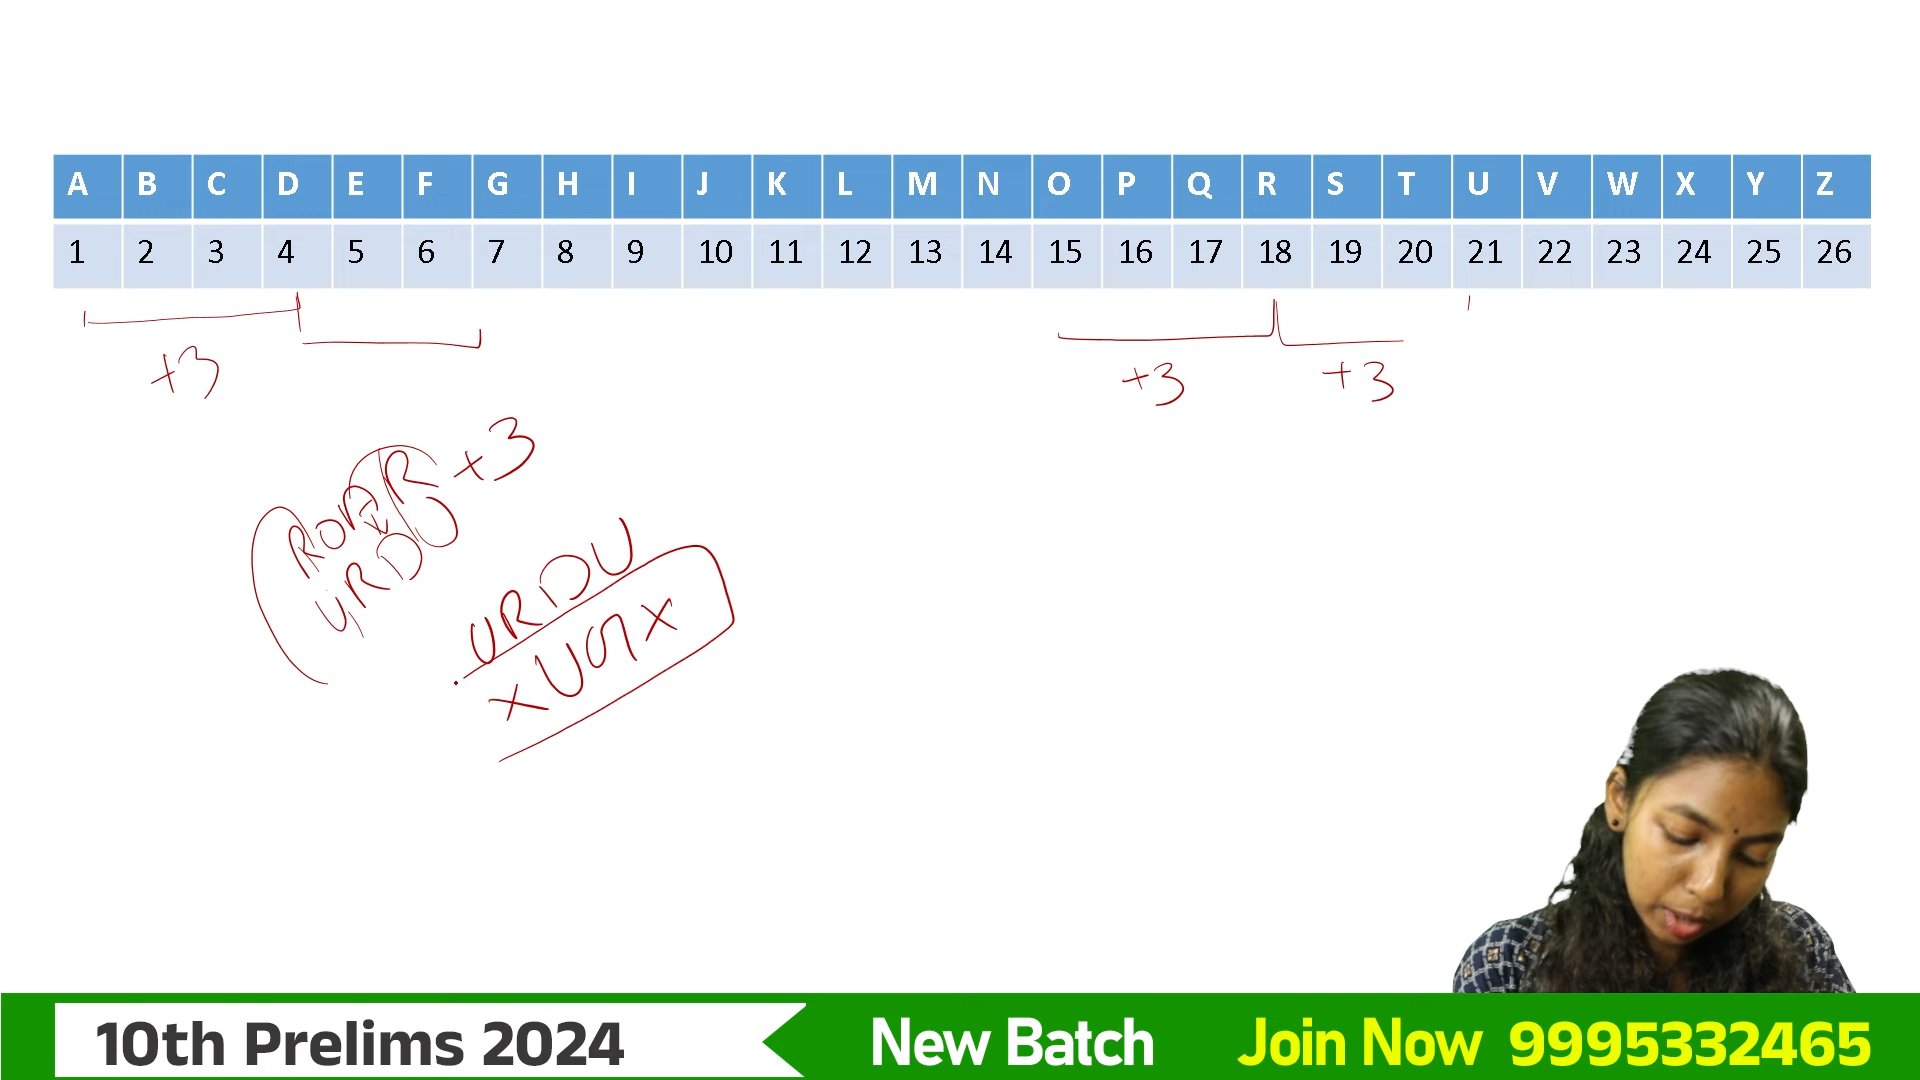 A B C D E F G H I J K L M N O P Q R S T U V W X Y Z
1 2 3 4 5 6 7 8 9 10 11 12 13 14 15 16 17 18 19 20 21 22 23 24 25 26
+3 +3 +3
ROAR +3
URDU
URDU
XUGX
10th Prelims 2024 New Batch Join Now 9995332465